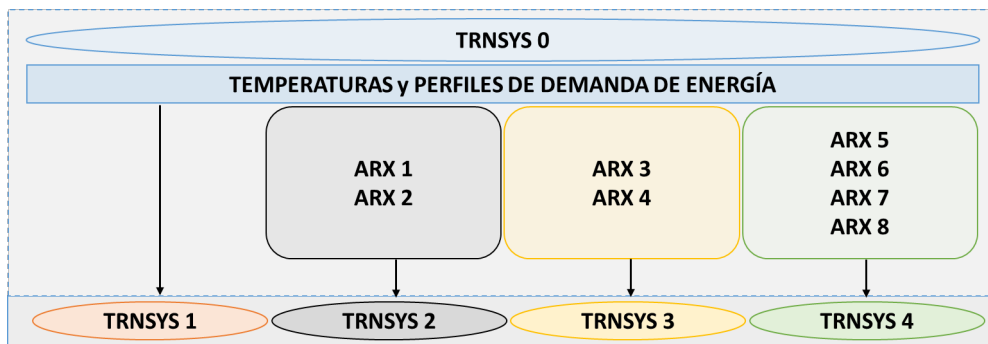 TRNSYS 0
TEMPERATURAS y PERFILES DE DEMANDA DE ENERGÍA
ARX 1
ARX 2
ARX 3
ARX 4
ARX 5
ARX 6
ARX 7
ARX 8
TRNSYS 1
TRNSYS 2
TRNSYS 3
TRNSYS 4